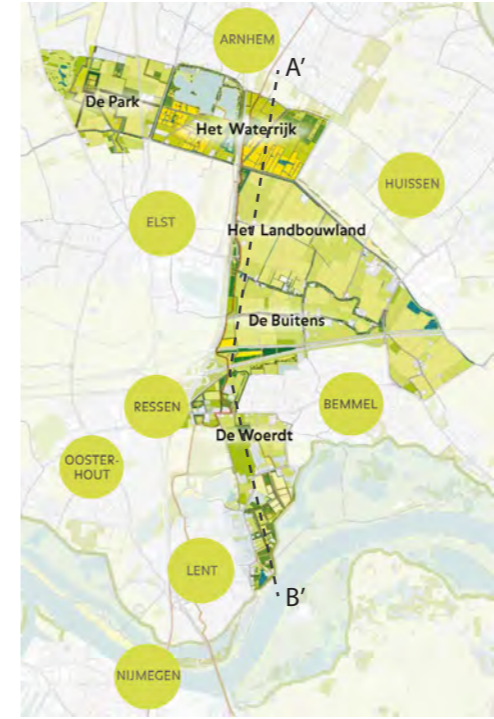 ARNHEM
A'
De Park
Het Waterrijk
HUISSEN
ELST
Het Landbouwland
De Buitens
RESSEN
BEMMEL
De Woerdt
OOSTER-
HOUT
LENT
B'
NIJMEGEN